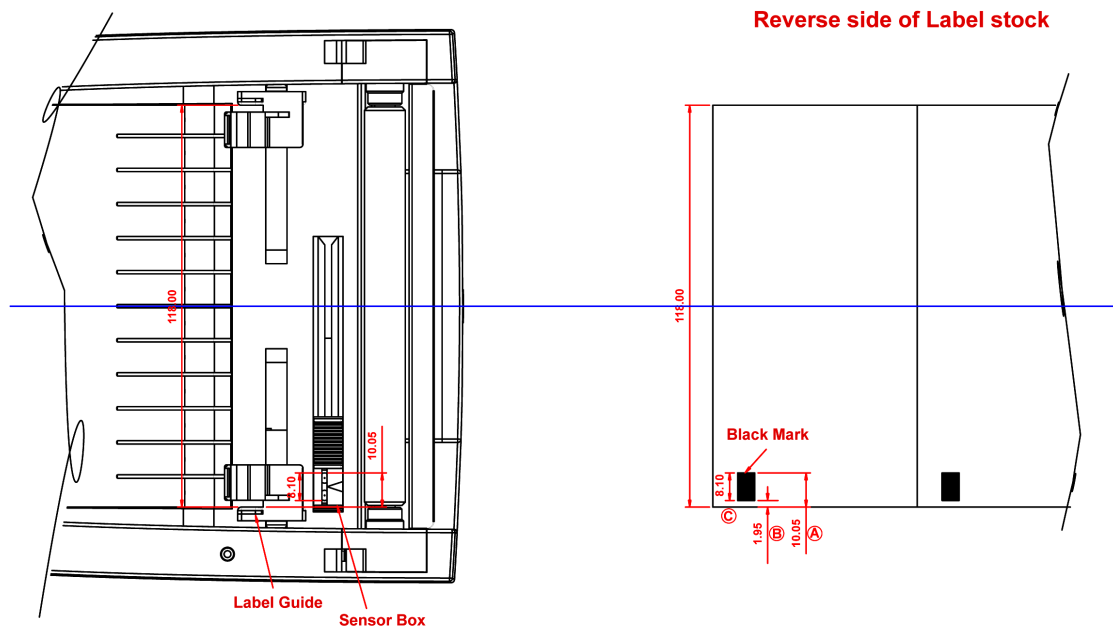 Reverse side of Label stock
118.00
118.00
10.05
8.10
Black Mark
8.10
Ⓒ
1.95
Ⓑ
10.05
Ⓐ
Label Guide
Sensor Box